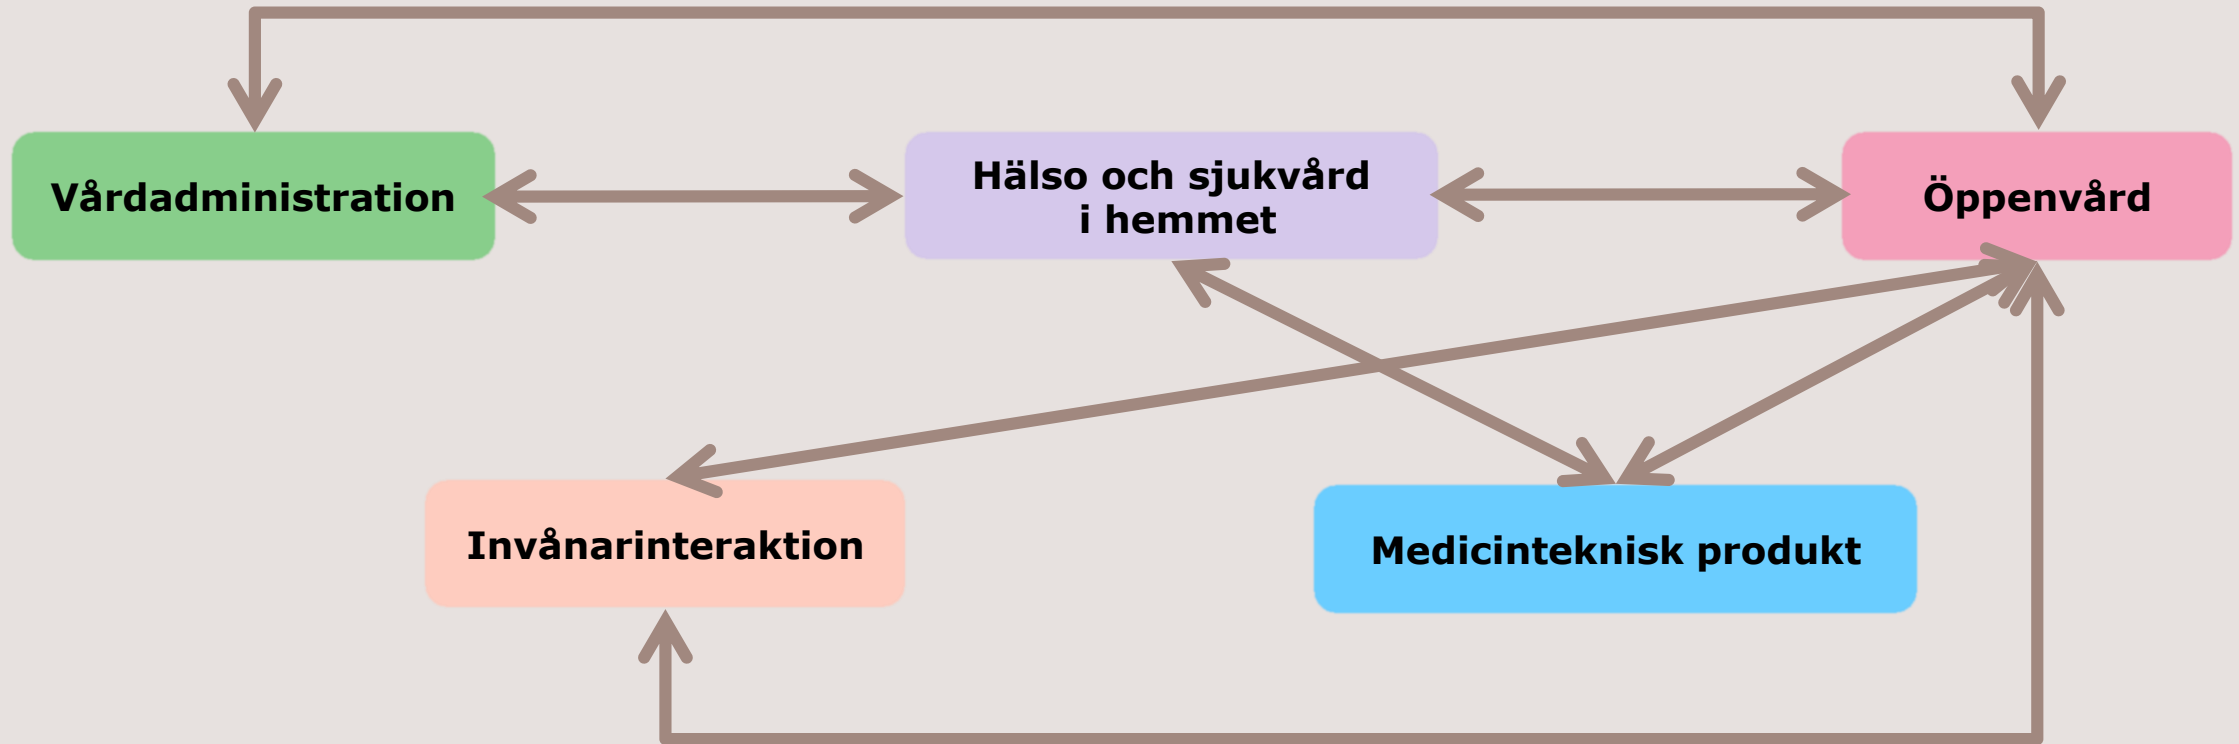 Vårdadministration
Hälso och sjukvård
i hemmet
Öppenvård
Invånarinteraktion
Medicinteknisk produkt